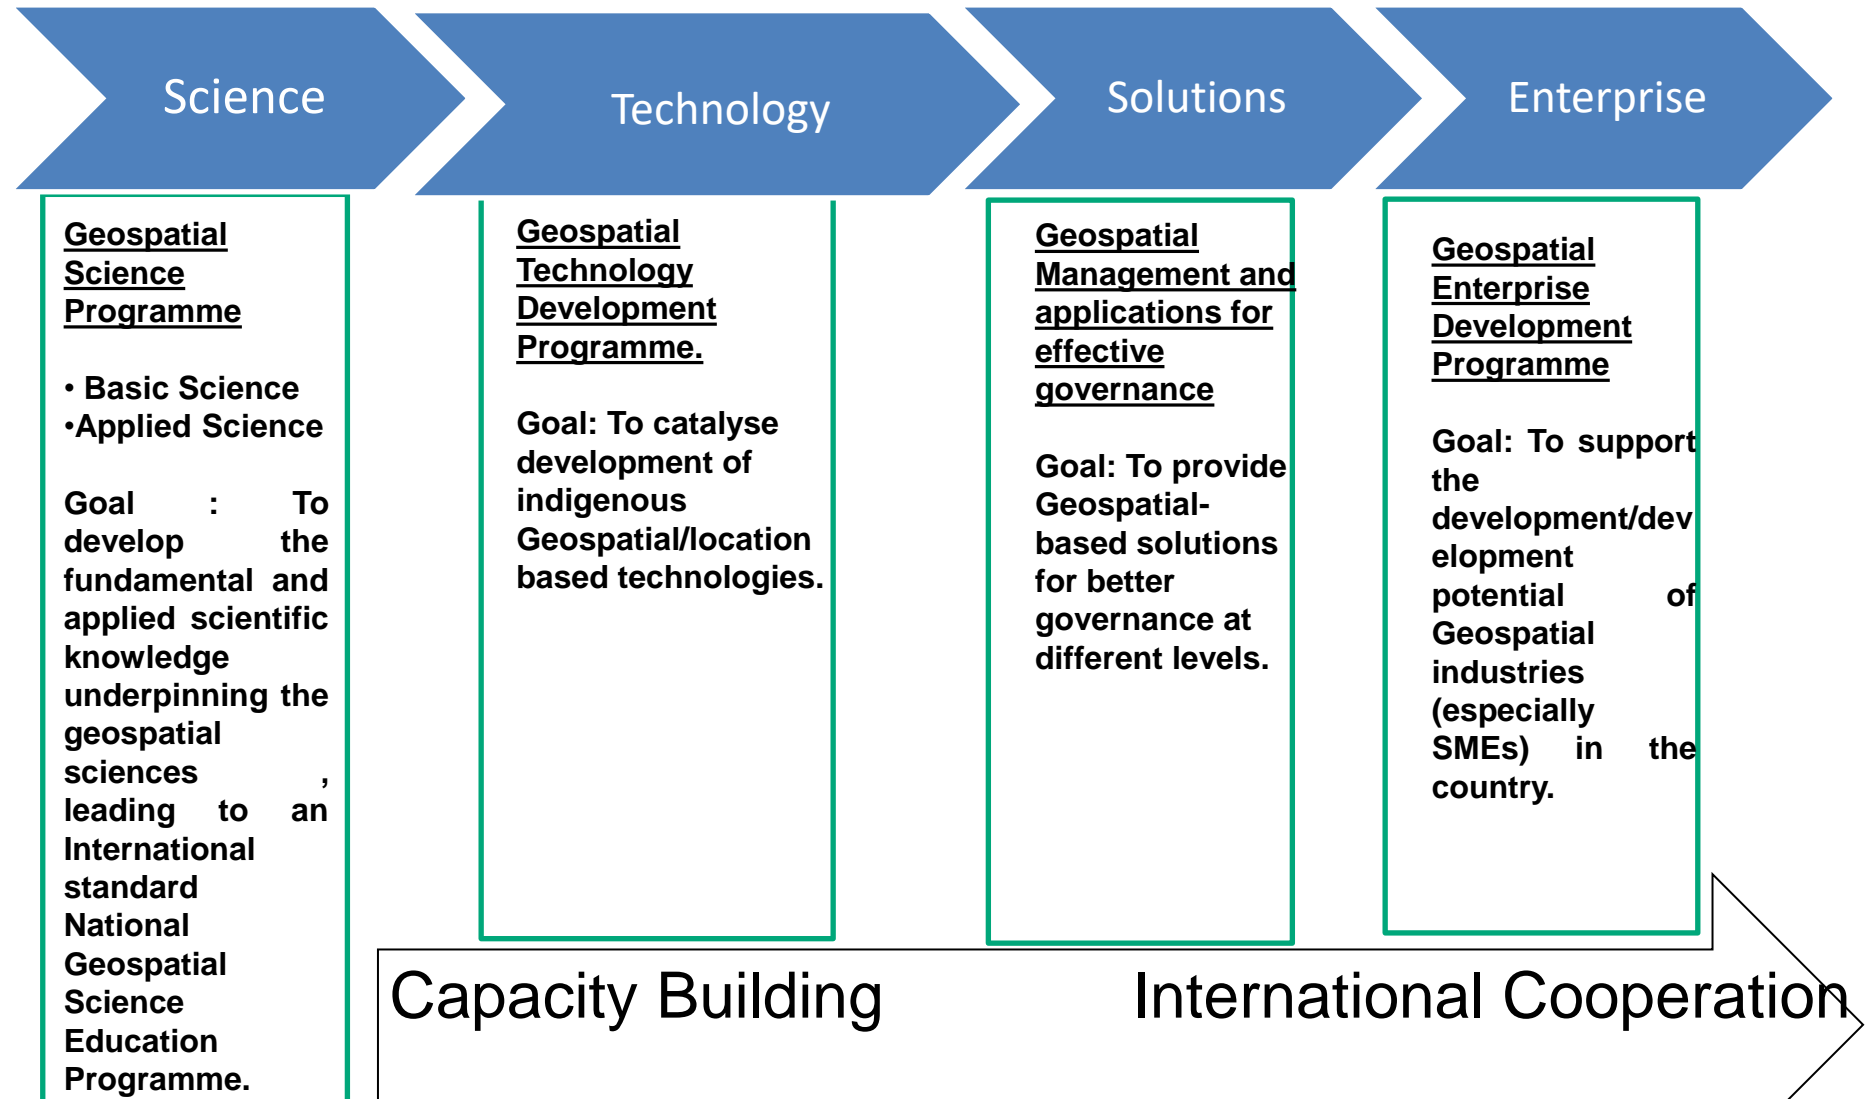 Science
Technology
Solutions
Enterprise
Geospatial
Science
Programme
• Basic Science
•Applied Science
Goal : To
develop the
fundamental and
applied scientific
knowledge
underpinning the
geospatial
sciences ,
leading to an
International
standard
National
Geospatial
Science
Education
Programme.
Geospatial
Technology
Development
Programme.
Goal: To catalyse
development of
indigenous
Geospatial/location
based technologies.
Geospatial
Management and
applications for
effective
governance
Goal: To provide
Geospatial-
based solutions
for better
governance at
different levels.
Geospatial
Enterprise
Development
Programme
Goal: To support
the
development/dev
elopment
potential of
Geospatial
industries
(especially
SMEs) in the
country.
Capacity Building International Cooperation